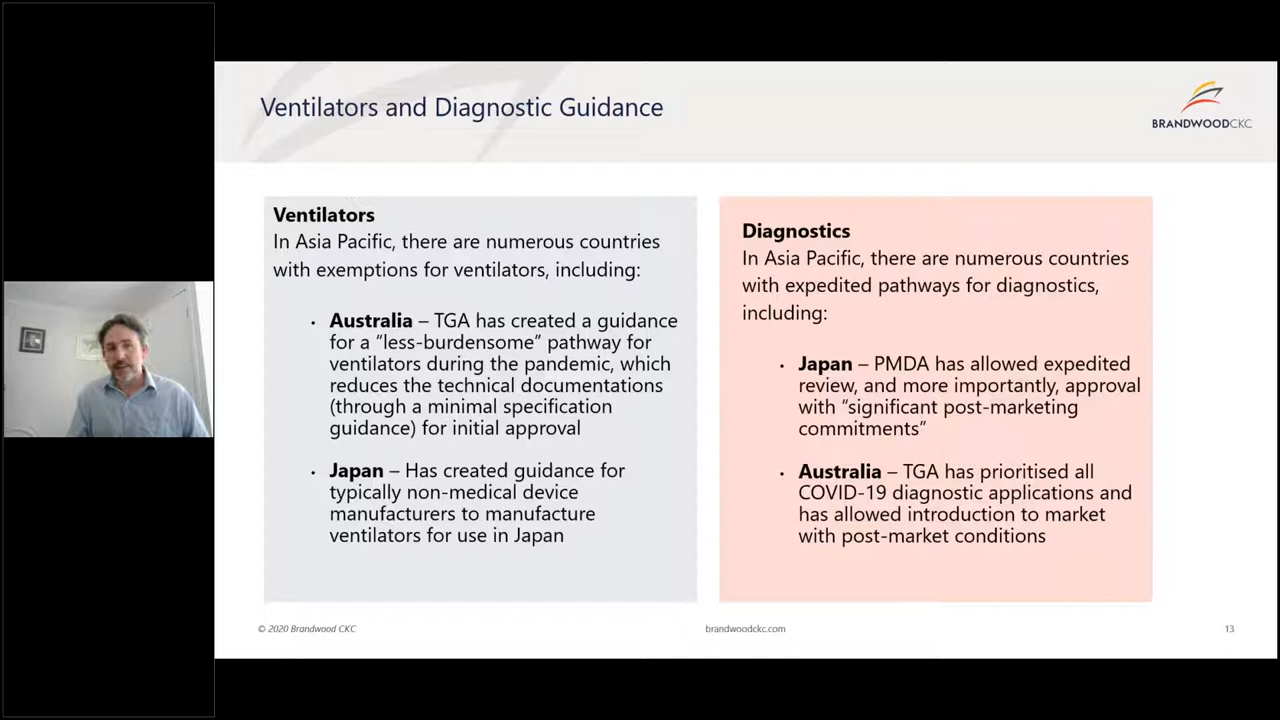 Ventilators and Diagnostic Guidance
BRANDWOODCKC
Ventilators
In Asia Pacific, there are numerous countries
with exemptions for ventilators, including:
· Australia – TGA has created a guidance
for a “less-burdensome” pathway for
ventilators during the pandemic, which
reduces the technical documentations
(through a minimal specification
guidance) for initial approval
· Japan – Has created guidance for
typically non-medical device
manufacturers to manufacture
ventilators for use in Japan
Diagnostics
In Asia Pacific, there are numerous countries
with expedited pathways for diagnostics,
including:
· Japan – PMDA has allowed expedited
review, and more importantly, approval
with “significant post-marketing
commitments”
· Australia – TGA has prioritised all
COVID-19 diagnostic applications and
has allowed introduction to market
with post-market conditions
© 2020 Brandwood CKC
brandwoodckc.com
13